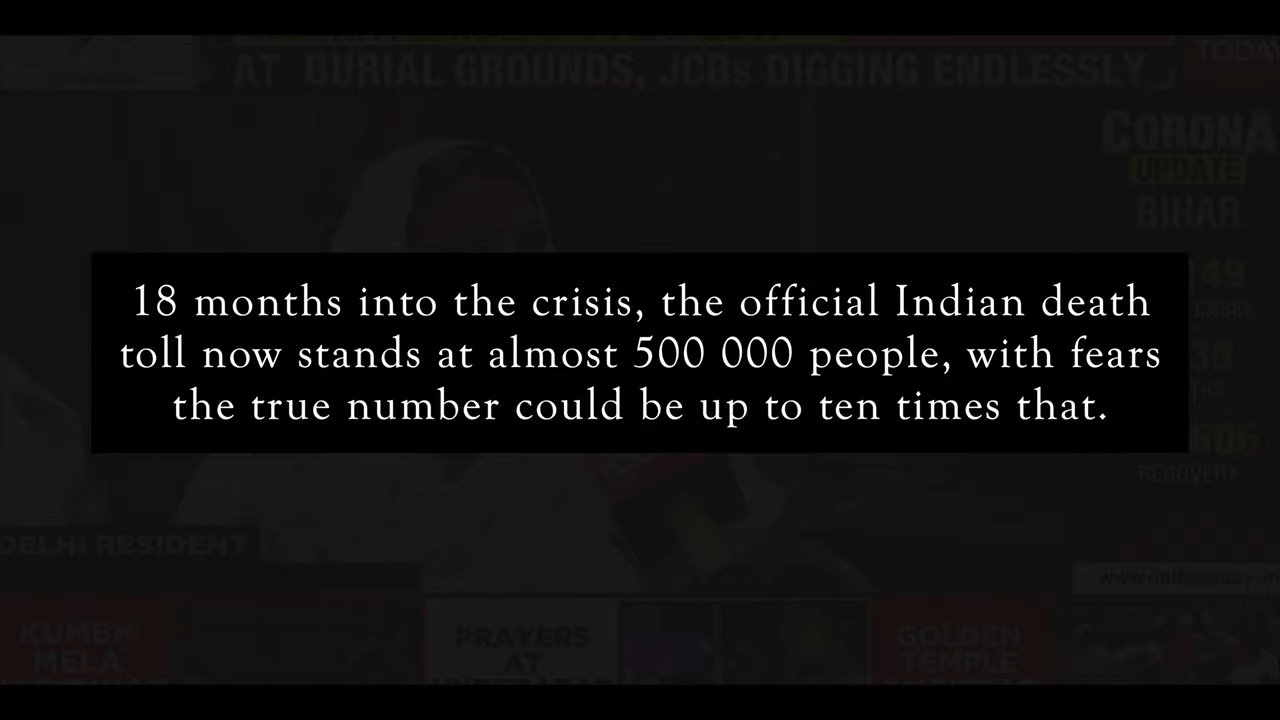 AT BURIAL GROUNDS, JCBs DIGGING ENDLESSLY
TODAY
CORONA
UPDATE
BIHAR
18 months into the crisis, the official Indian death
toll now stands at almost 500 000 people, with fears
the true number could be up to ten times that.
RECOVERY
DELHI RESIDENT
KUMBH
MELA
PRAYERS
AT
GOLDEN
TEMPLE